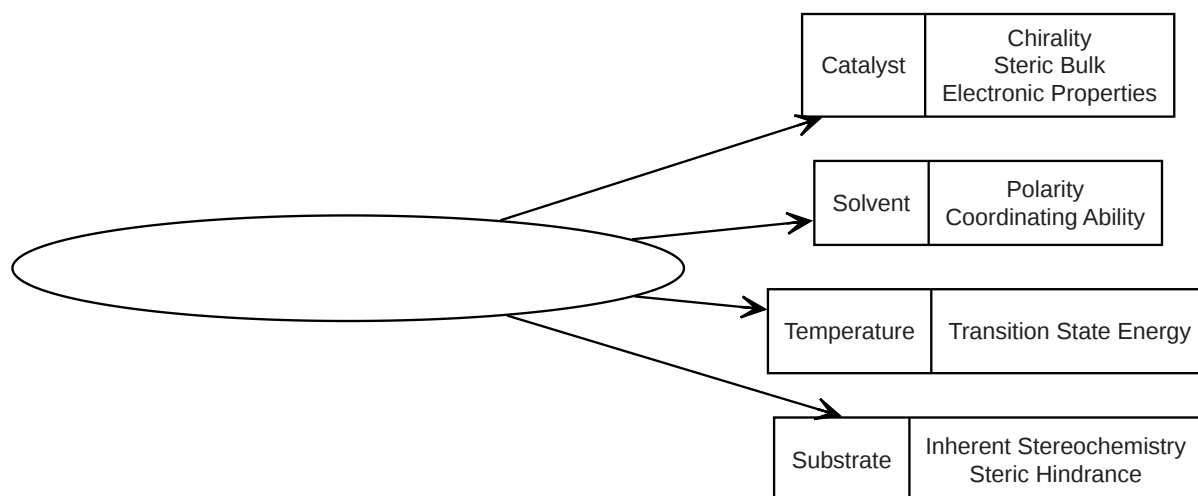 Catalyst
Chirality
Steric Bulk
Electronic Properties
Solvent
Polarity
Coordinating Ability
Temperature
Transition State Energy
Substrate
Inherent Stereochemistry
Steric Hindrance